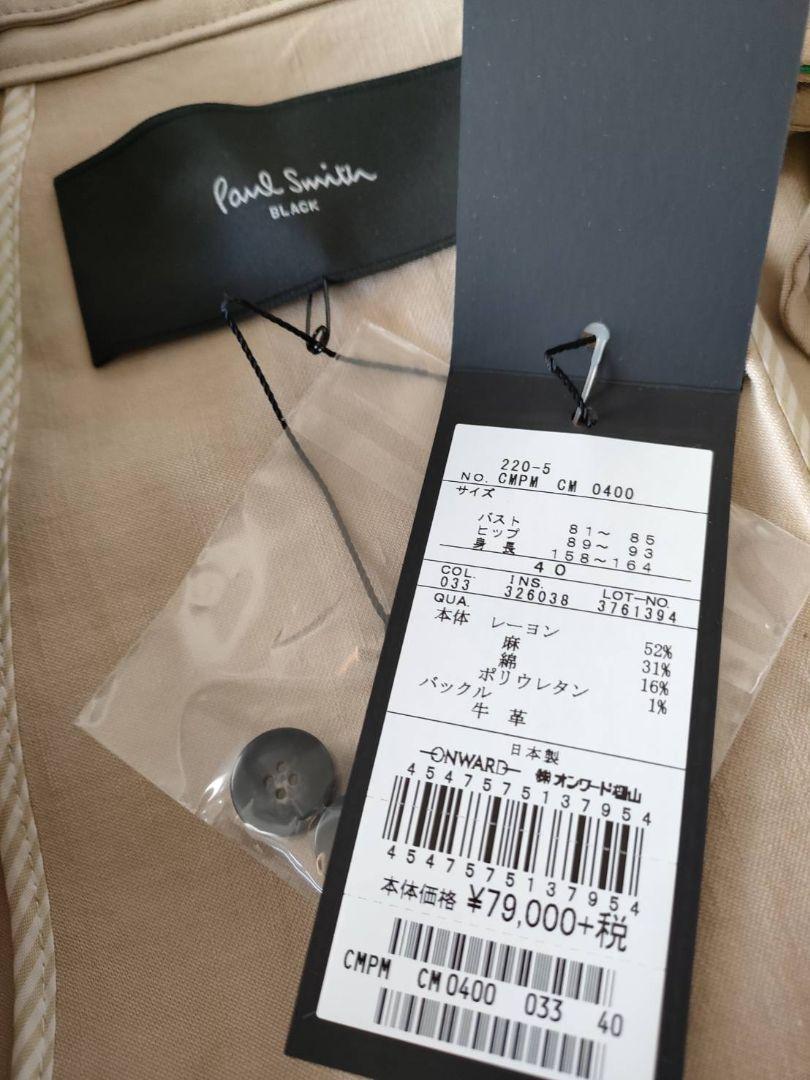 Paul Smith
BLACK
220-5
NO. CMPM CM 0400
サイズ
バスト 81~ 85
ヒップ 89~ 93
身長 158~164
40
COL. INS. LOT-NO.
033 326038 3761394
QUA.
本体 レーヨン 52%
麻 31%
綿 16%
ポリウレタン 1%
バックル
牛革
日本製
ONWARD ㈱オンワード樫山
4547575137954
4547575137954
本体価格 ¥79,000+税
CMPM CM0400 033 40